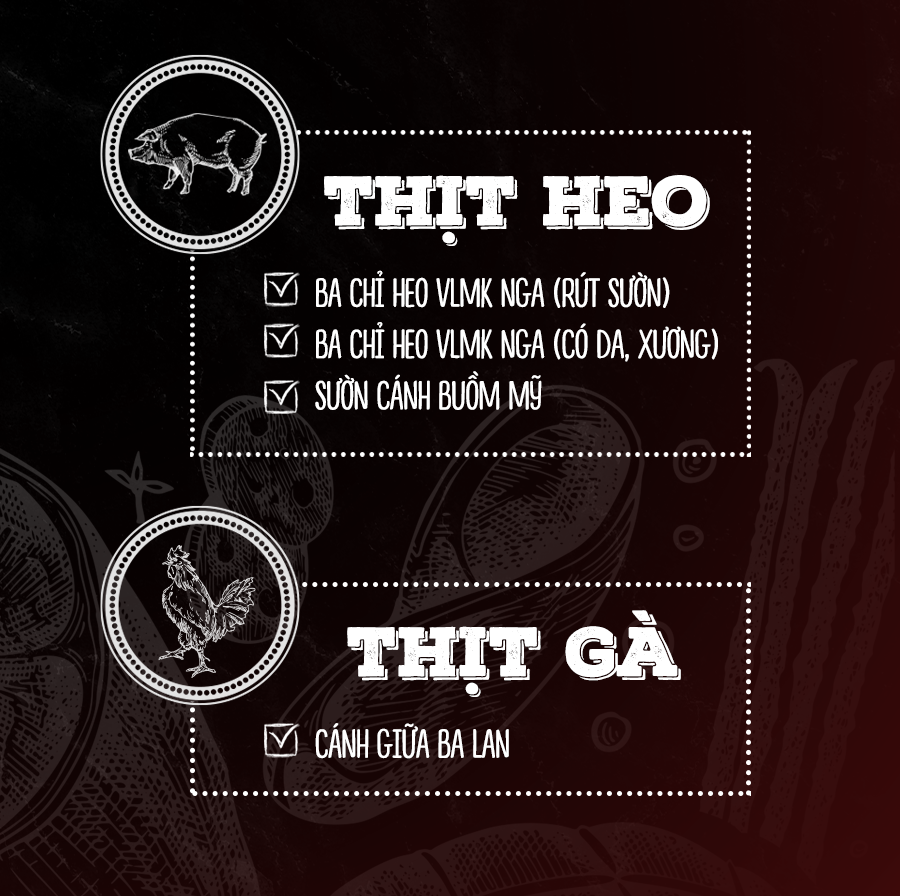 THỊT HEO
BA CHỈ HEO VLMK NGA (RÚT SƯỜN)
BA CHỈ HEO VLMK NGA (CÓ DA, XƯƠNG)
SƯỜN CÁNH BUỒM MỸ
THỊT GÀ
CÁNH GIỮA BA LAN